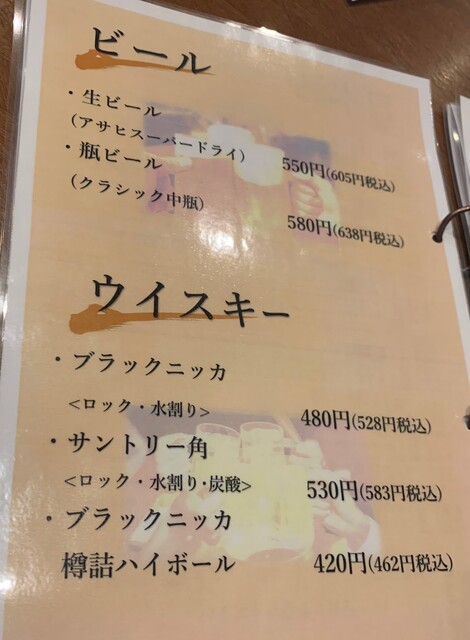 ビール
・生ビール
(アサヒスーパードライ) 550円(605円税込)
・瓶ビール
(クラシック中瓶) 580円(638円税込)
ウイスキー
・ブラックニッカ
<ロック・水割り> 480円(528円税込)
・サントリー角
<ロック・水割り・炭酸> 530円(583円税込)
・ブラックニッカ
樽詰ハイボール 420円(462円税込)